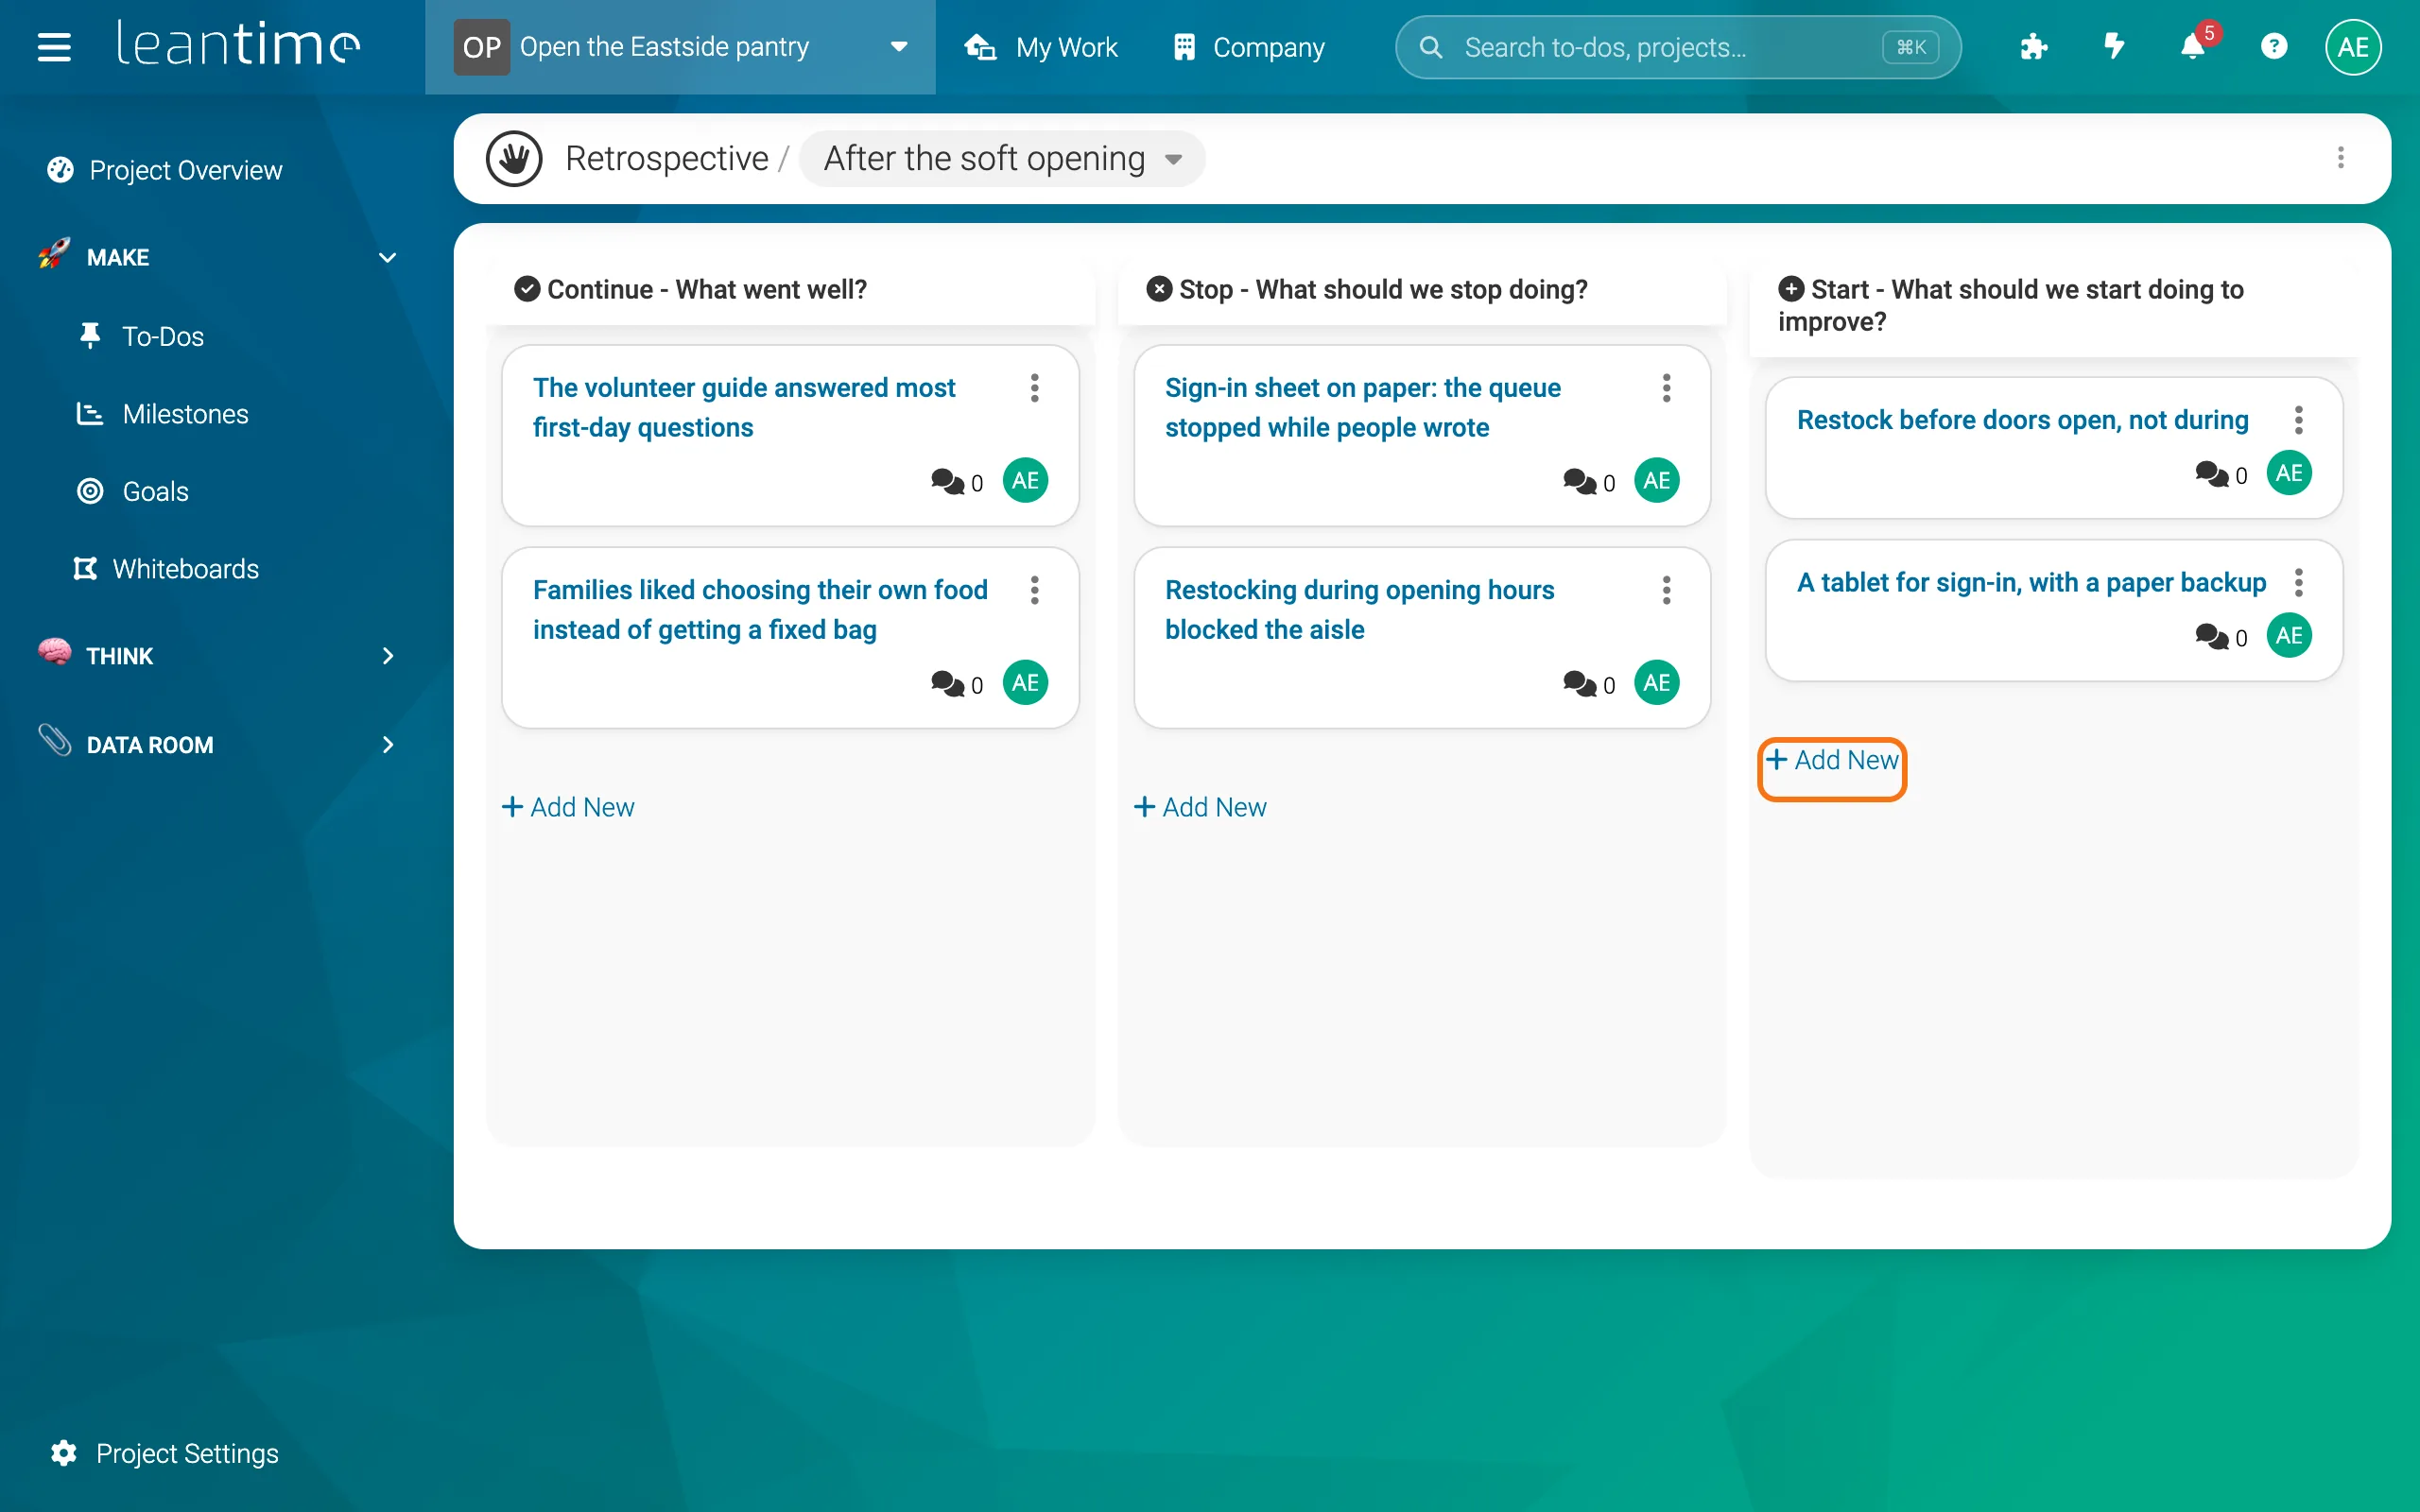 leantime
OP Open the Eastside pantry
My Work
Company
Search to-dos, projects...
⌘K
5
?
AE
Project Overview
MAKE
To-Dos
Milestones
Goals
Whiteboards
THINK
DATA ROOM
Project Settings
Retrospective / After the soft opening
Continue - What went well?
The volunteer guide answered most
first-day questions
0 AE
Families liked choosing their own food
instead of getting a fixed bag
0 AE
+ Add New
Stop - What should we stop doing?
Sign-in sheet on paper: the queue
stopped while people wrote
0 AE
Restocking during opening hours
blocked the aisle
0 AE
+ Add New
Start - What should we start doing to
improve?
Restock before doors open, not during
0 AE
A tablet for sign-in, with a paper backup
0 AE
+ Add New